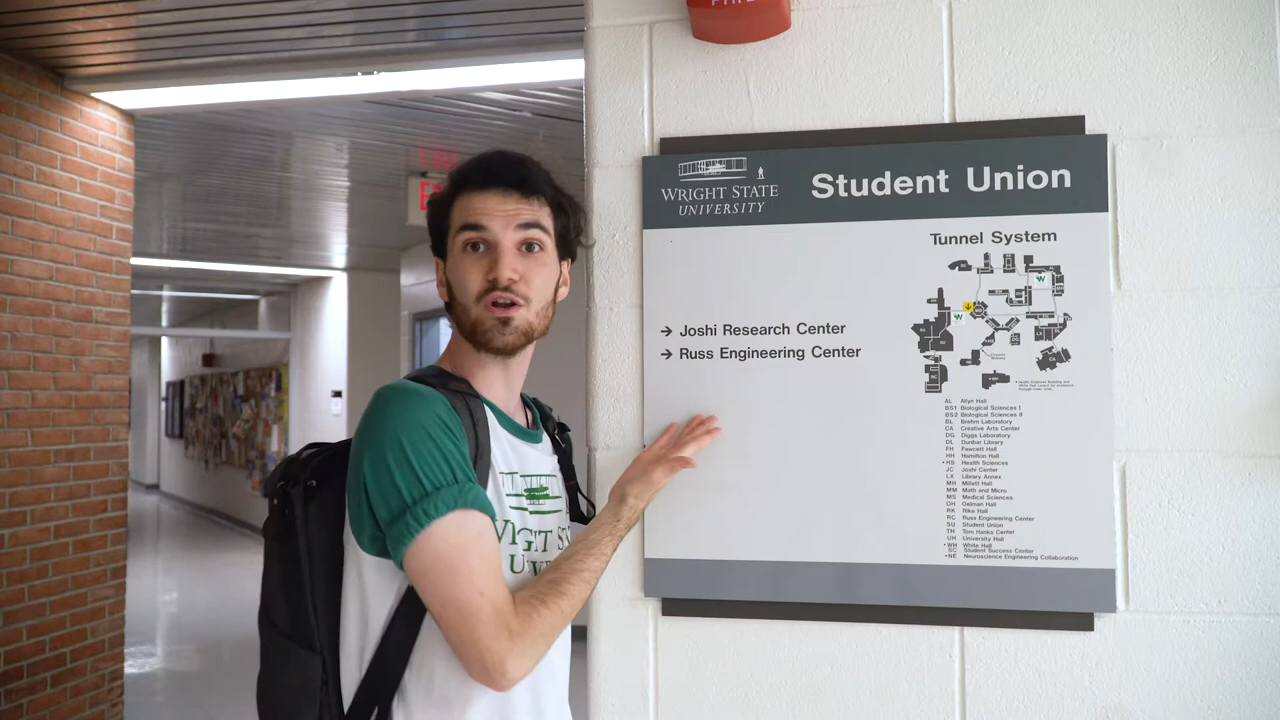 WRIGHT STATE
UNIVERSITY
Student Union
Tunnel System
→ Joshi Research Center
→ Russ Engineering Center
AL Allyn Hall
BS1 Biological Sciences I
BS2 Biological Sciences II
BL Brehm Laboratory
CA Creative Arts Center
DG Diggs Laboratory
DL Dunbar Library
FH Fawcett Hall
HH Hamilton Hall
• HS Health Sciences
JC Joshi Center
LX Library Annex
MH Millett Hall
MM Math and Micro
MS Medical Sciences
OH Oelman Hall
RK Rike Hall
RC Russ Engineering Center
SU Student Union
TH Tom Hanks Center
UH University Hall
• WH White Hall
SC Student Success Center
• NE Neuroscience Engineering Collaboration